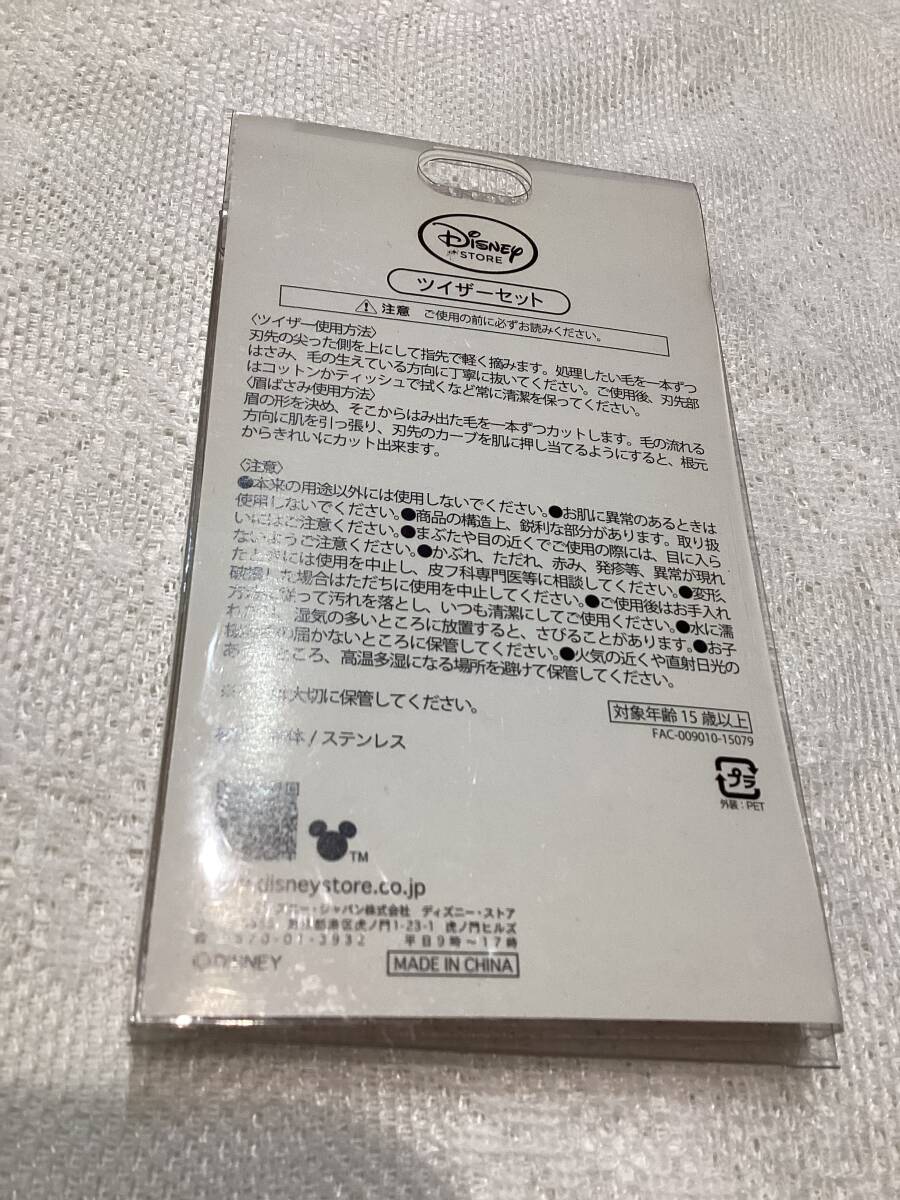 Disney
STORE
ツイザーセット
注意 ご使用の前に必ずお読みください。
〈ツイザー使用方法〉
刃先の尖った側を上にして指先で軽く摘みます。処理したい毛を一本ずつ
はさみ、毛の生えている方向に丁寧に抜いてください。ご使用後、刃先部
はコットンかティッシュで拭くなど常に清潔を保ってください。
〈眉ばさみ使用方法〉
眉の形を決め、そこからはみ出た毛を一本ずつカットします。毛の流れる
方向に肌を引っ張り、刃先のカーブを肌に押し当てるようにすると、根元
からきれいにカット出来ます。
〈注意〉
●本来の用途以外には使用しないでください。●お肌に異常のあるときは
使用しないでください。●商品の構造上、鋭利な部分があります。取り扱
いにはご注意ください。●まぶたや目の近くでご使用の際には、目に入ら
ないようご注意ください。●かぶれ、ただれ、赤み、発疹等、異常が現れ
たときには使用を中止し、皮フ科専門医等に相談してください。●変形、
破損した場合はただちに使用を中止してください。●ご使用後はお手入れ
方法に従って汚れを落とし、いつも清潔にしてご使用ください。●水に濡
れ 湿気の多いところに放置すると、さびることがあります。●お子
の届かないところに保管してください。●火気の近くや直射日光の
あ ところ、高温多湿になる場所を避けて保管してください。
※ 大切に保管してください。
対象年齢 15 歳以上
FAC-009010-15079
体 / ステンレス
プラ
外装：PET
TM
disneystore.co.jp
ズニー・ジャパン株式会社 ディズニー・ストア
港区虎ノ門1-23-1 虎ノ門ヒルズ
570-01-3932 平日9時～17時
©DISNEY
MADE IN CHINA